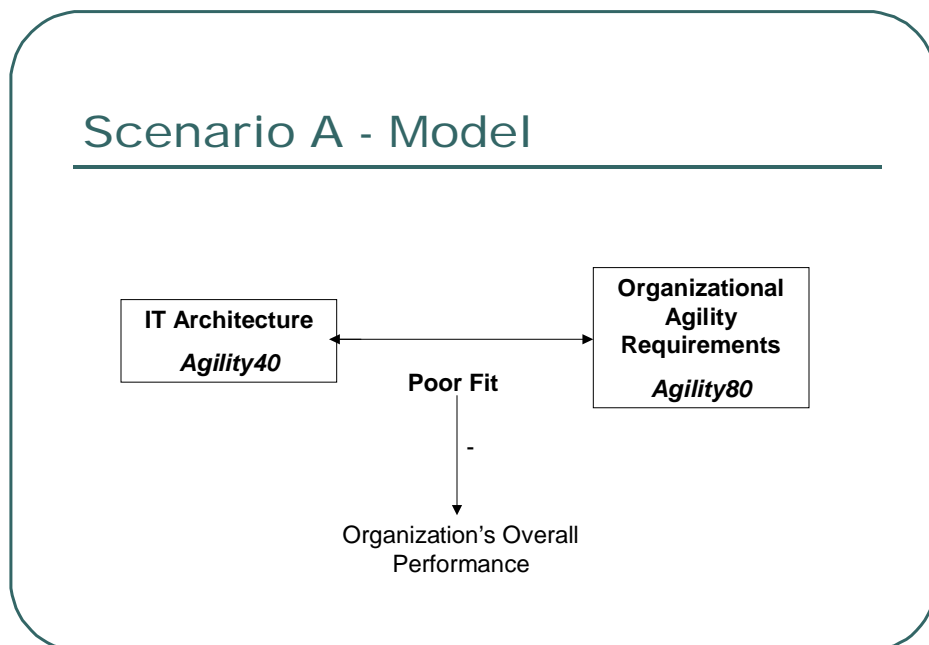 Scenario A - Model
IT Architecture
Agility40
Organizational
Agility
Requirements
Agility80
Poor Fit
-
Organization's Overall
Performance